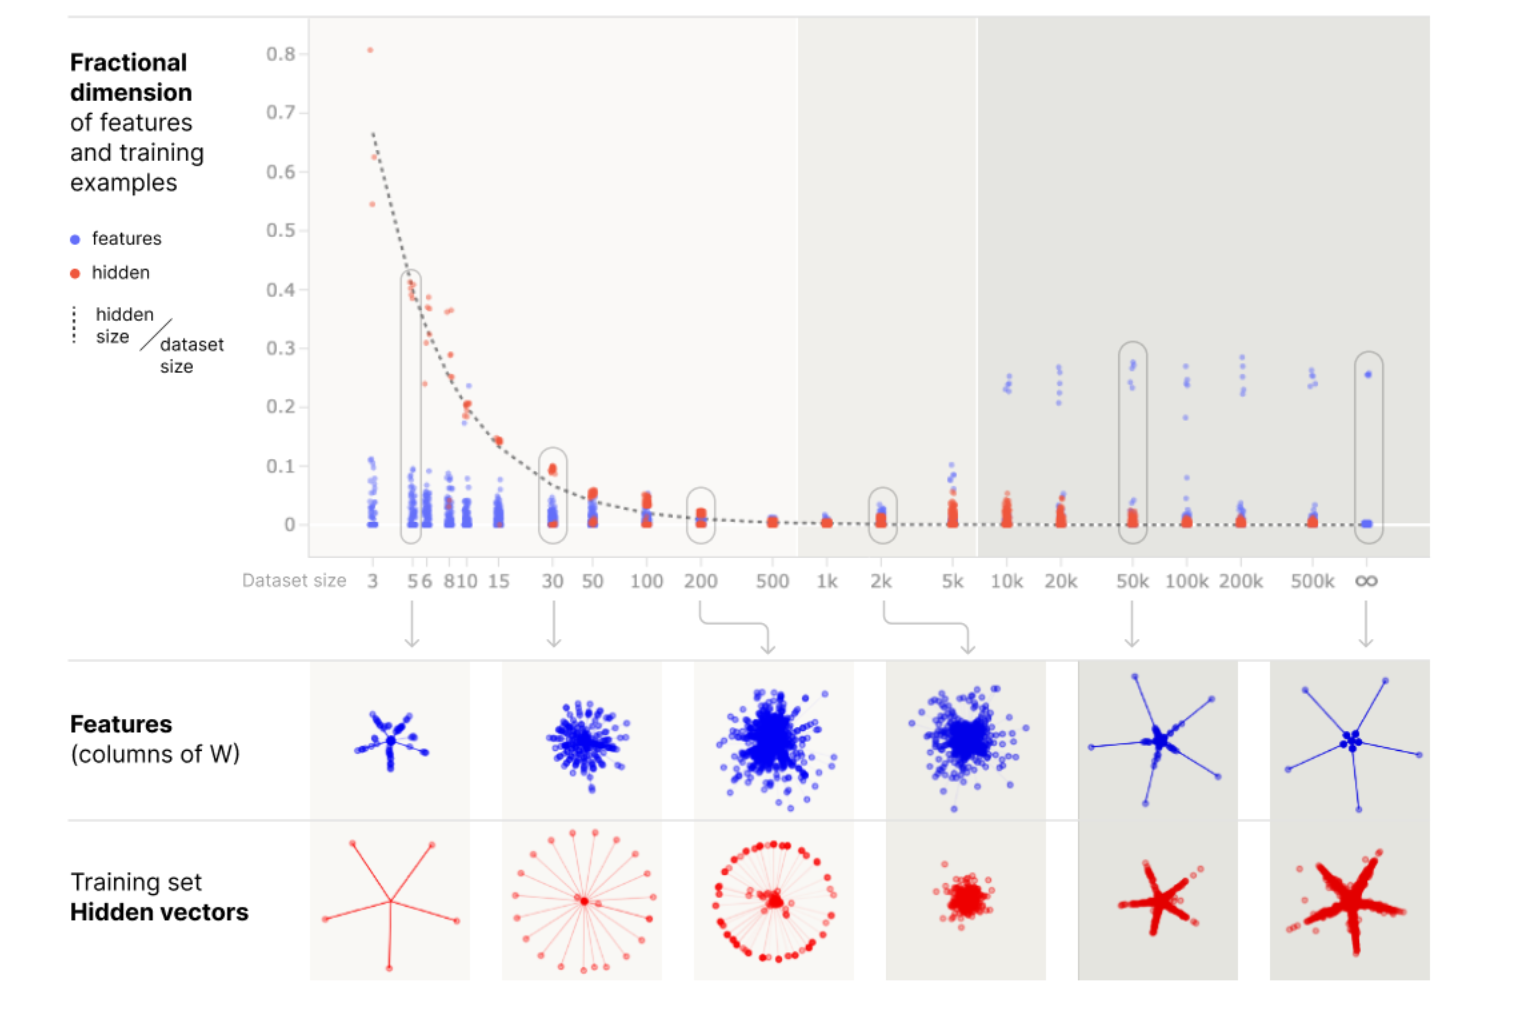 Fractional
dimension
of features
and training
examples
features
hidden
hidden
size
dataset
size
0.8
0.7
0.6
0.5
0.4
0.3
0.2
0.1
0
Dataset size 3 5 6 8 10 15 30 50 100 200 500 1k 2k 5k 10k 20k 50k 100k 200k 500k ∞
Features
(columns of W)
Training set
Hidden vectors